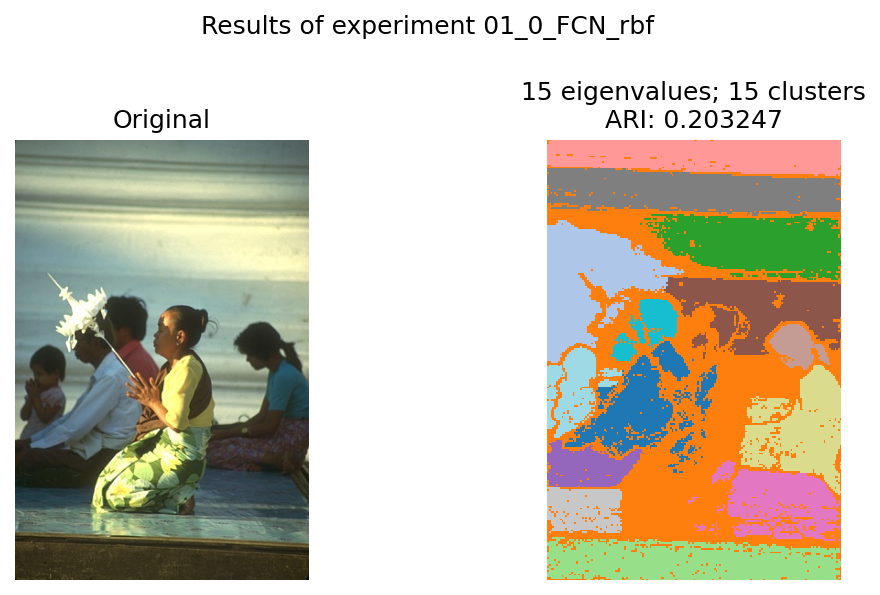 Results of experiment 01_0_FCN_rbf
Original
15 eigenvalues; 15 clusters
ARI: 0.203247